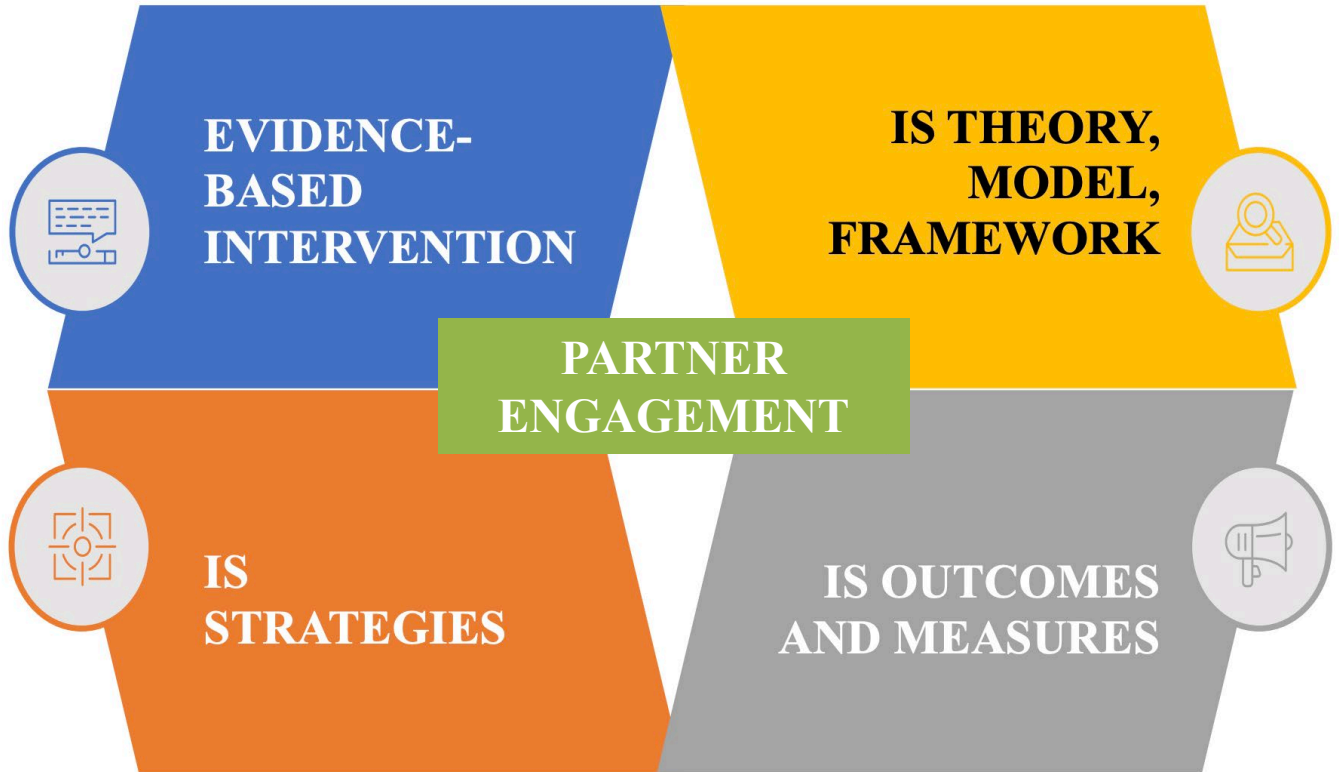 EVIDENCE-
BASED
INTERVENTION
IS THEORY,
MODEL,
FRAMEWORK
PARTNER
ENGAGEMENT
IS
STRATEGIES
IS OUTCOMES
AND MEASURES